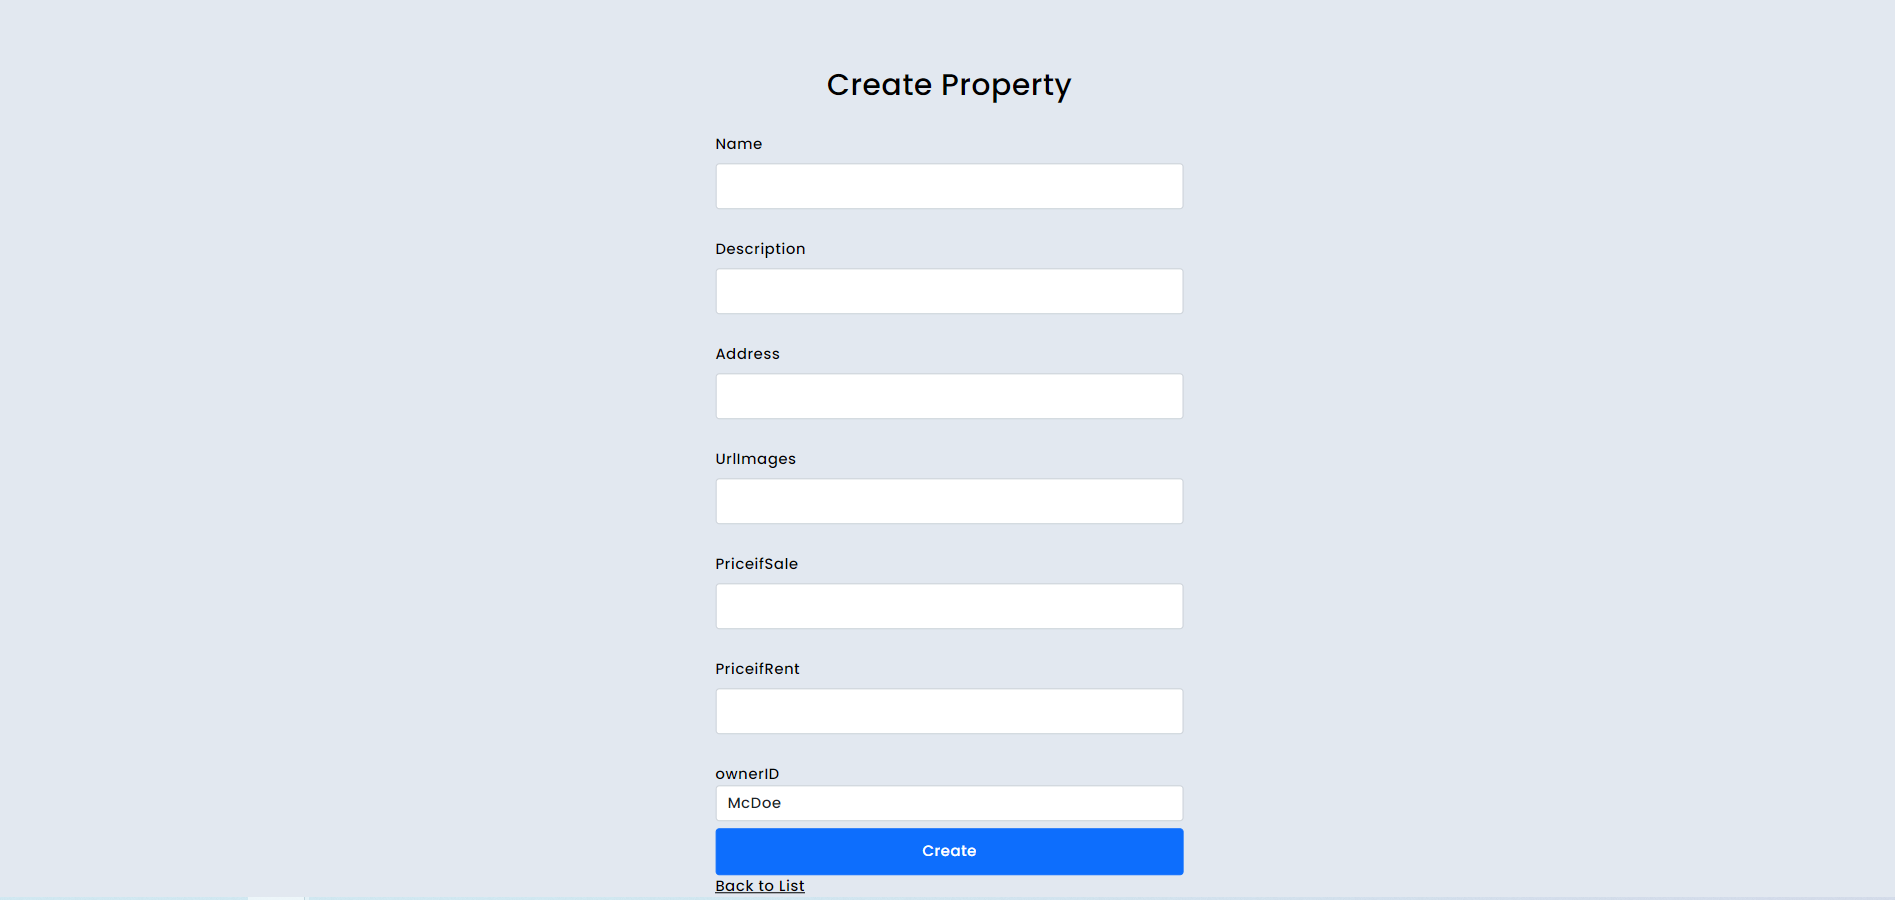 Create Property
Name
Description
Address
UrlImages
PriceifSale
PriceifRent
ownerID
McDoe
Create
Back to List